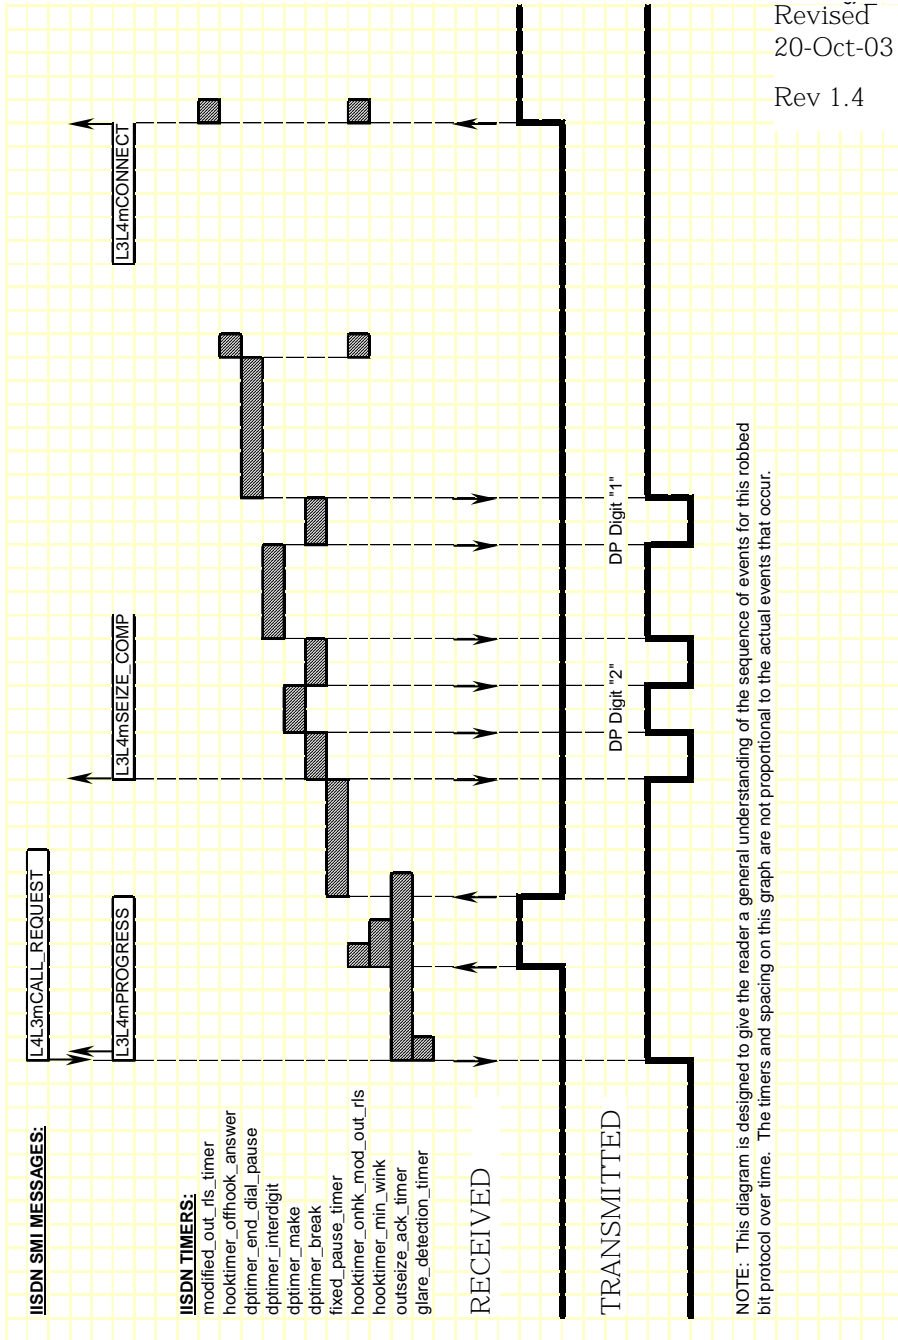 Revised
20-Oct-03
Rev 1.4
IISDN SMI MESSAGES:
L4L3mCALL_REQUEST
L3L4mPROGRESS
L3L4mSEIZE_COMP
L3L4mCONNECT
IISDN TIMERS:
modified_out_rls_timer
hooktimer_offhook_answer
dptimer_end_dial_pause
dptimer_interdigit
dptimer_make
dptimer_break
fixed_pause_timer
hooktimer_onhk_mod_out_rls
hooktimer_min_wink
outseize_ack_timer
glare_detection_timer
RECEIVED
TRANSMITTED
DP Digit "2"
DP Digit "1"
NOTE: This diagram is designed to give the reader a general understanding of the sequence of events for this robbed
bit protocol over time. The timers and spacing on this graph are not proportional to the actual events that occur.